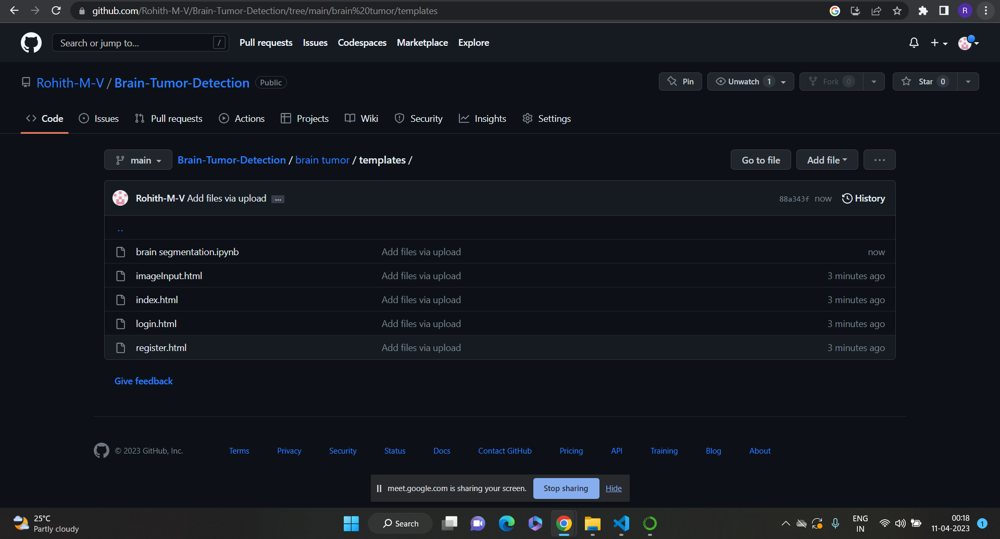 github.com/Rohith-M-V/Brain-Tumor-Detection/tree/main/brain%20tumor/templates
R
Search or jump to... / Pull requests Issues Codespaces Marketplace Explore
Rohith-M-V / Brain-Tumor-Detection Public Pin Unwatch 1 Fork 0 Star 0
Code Issues Pull requests Actions Projects Wiki Security Insights Settings
main Brain-Tumor-Detection / brain tumor / templates / Go to file Add file ...
Rohith-M-V Add files via upload ... 88a343f now History
..
brain segmentation.ipynb Add files via upload now
imageInput.html Add files via upload 3 minutes ago
index.html Add files via upload 3 minutes ago
login.html Add files via upload 3 minutes ago
register.html Add files via upload 3 minutes ago
Give feedback
© 2023 GitHub, Inc. Terms Privacy Security Status Docs Contact GitHub Pricing API Training Blog About
meet.google.com is sharing your screen. Stop sharing Hide
25°C
Partly cloudy
Search
ENG
IN
00:18
11-04-2023
1